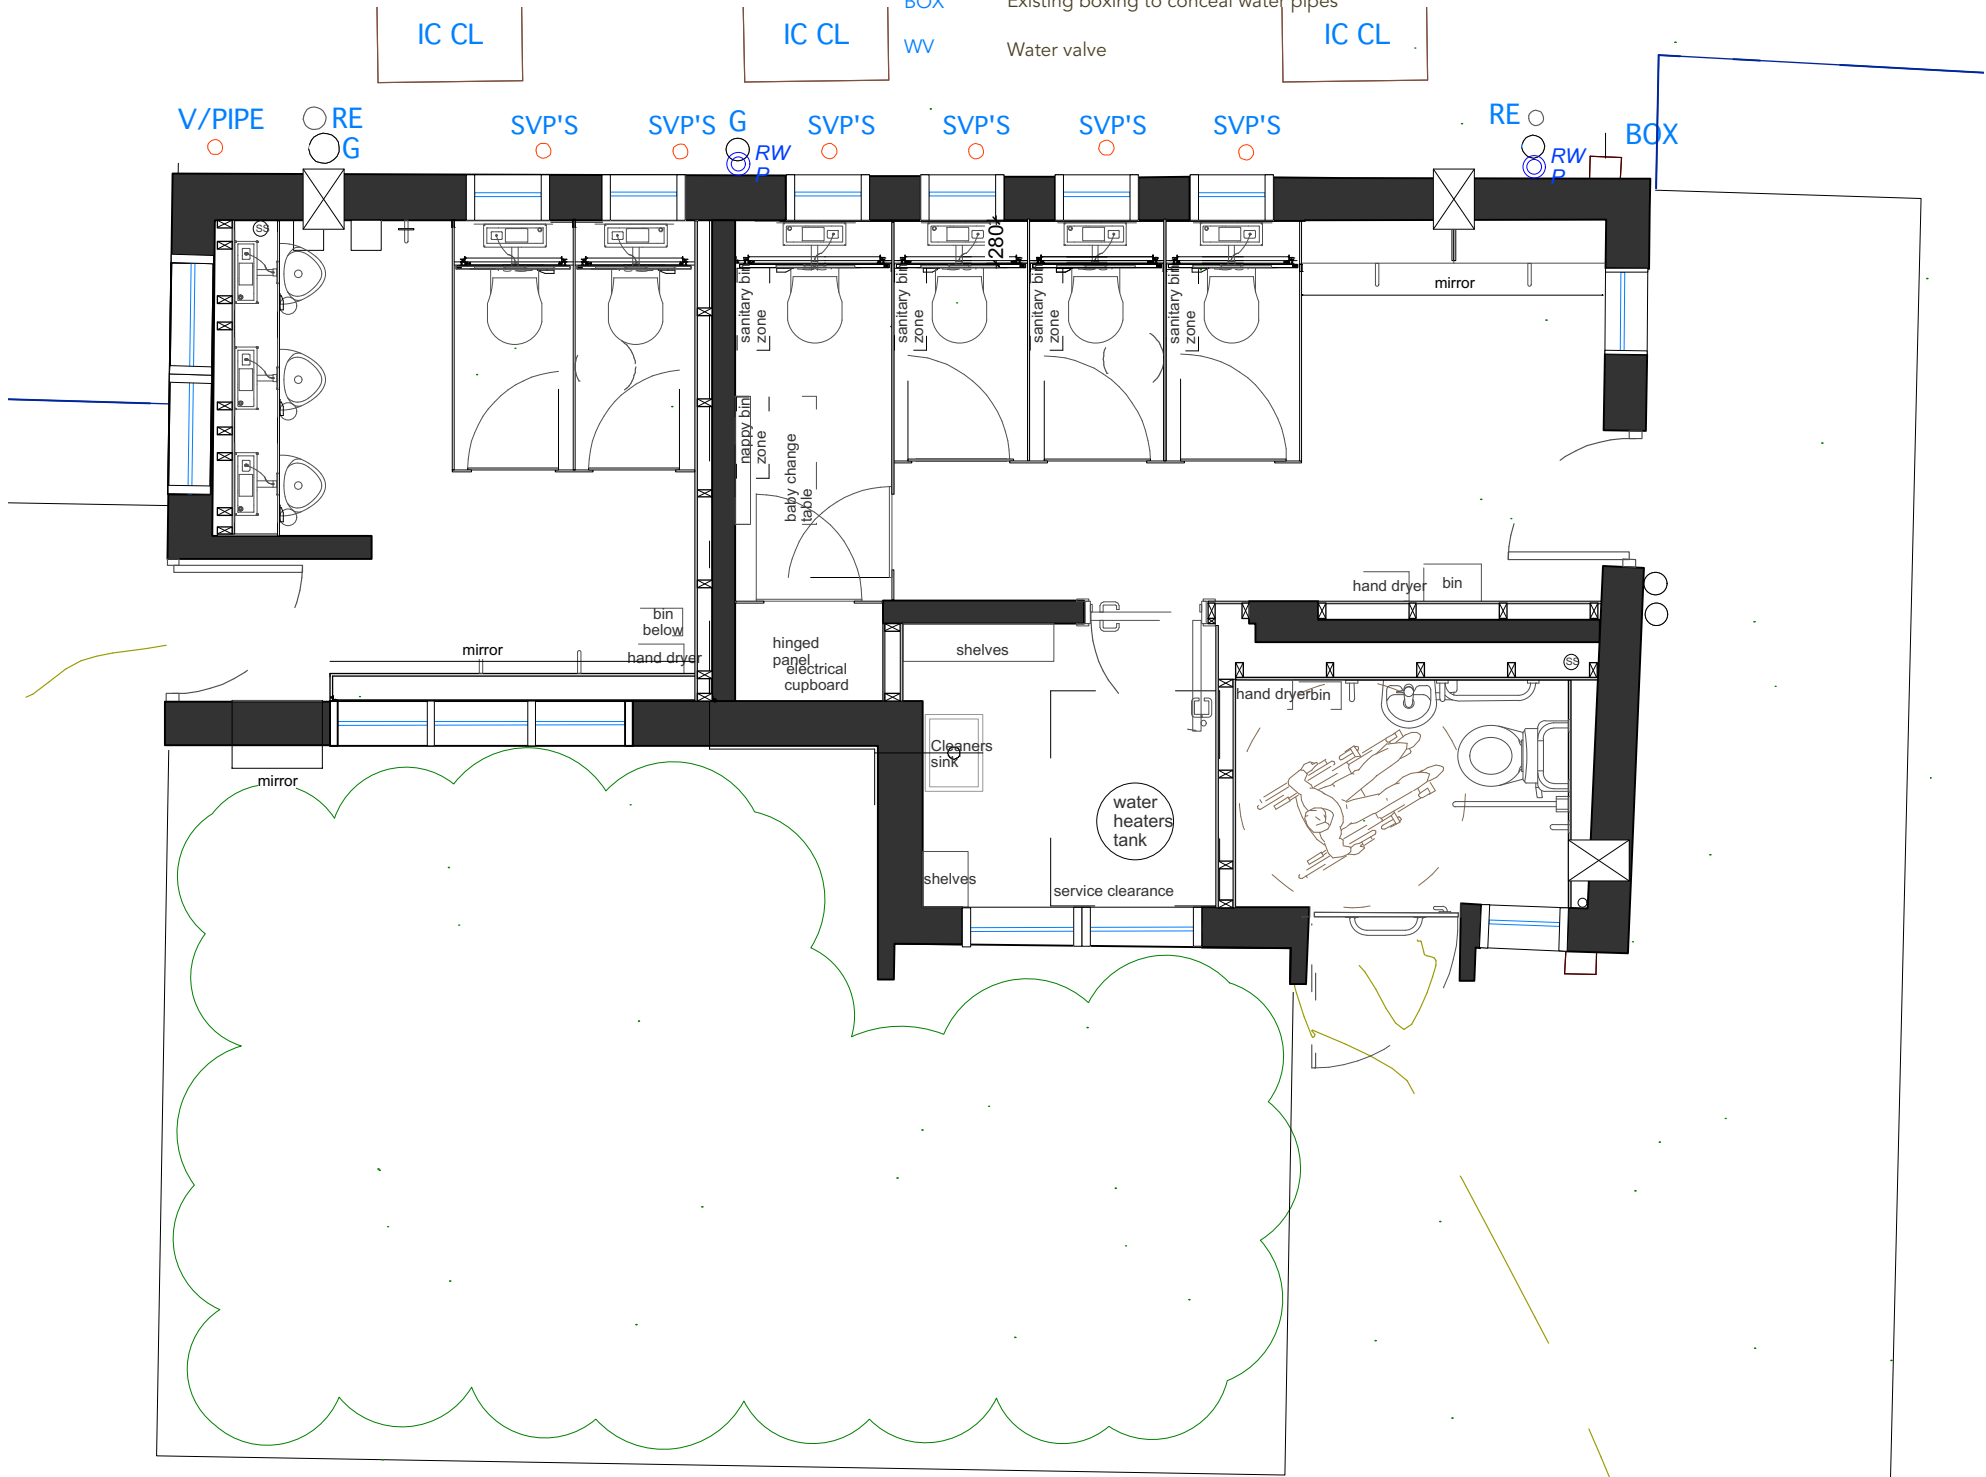 BOX
Existing boxing to conceal water pipes
IC CL
IC CL
IC CL
WV
Water valve
V/PIPE
RE
G
SVP'S
SVP'S
G
RW
P
SVP'S
SVP'S
SVP'S
SVP'S
RE
RW
P
BOX
SS
280
sanitary bin
zone
sanitary bin
zone
sanitary bin
zone
sanitary bin
zone
mirror
nappy bin
zone
baby change
table
hand dryer
bin
bin
below
hand dryer
mirror
hinged
panel
electrical
cupboard
shelves
SS
hand dryer
bin
Cleaners
sink
mirror
water
heaters
tank
shelves
service clearance